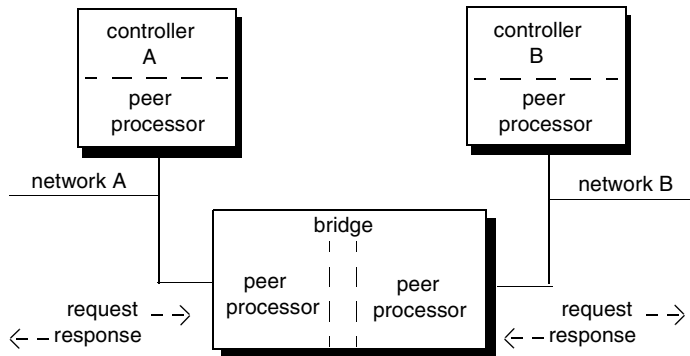 controller
A
peer
processor
controller
B
peer
processor
network A
network B
bridge
peer
processor
peer
processor
request
response
request
response